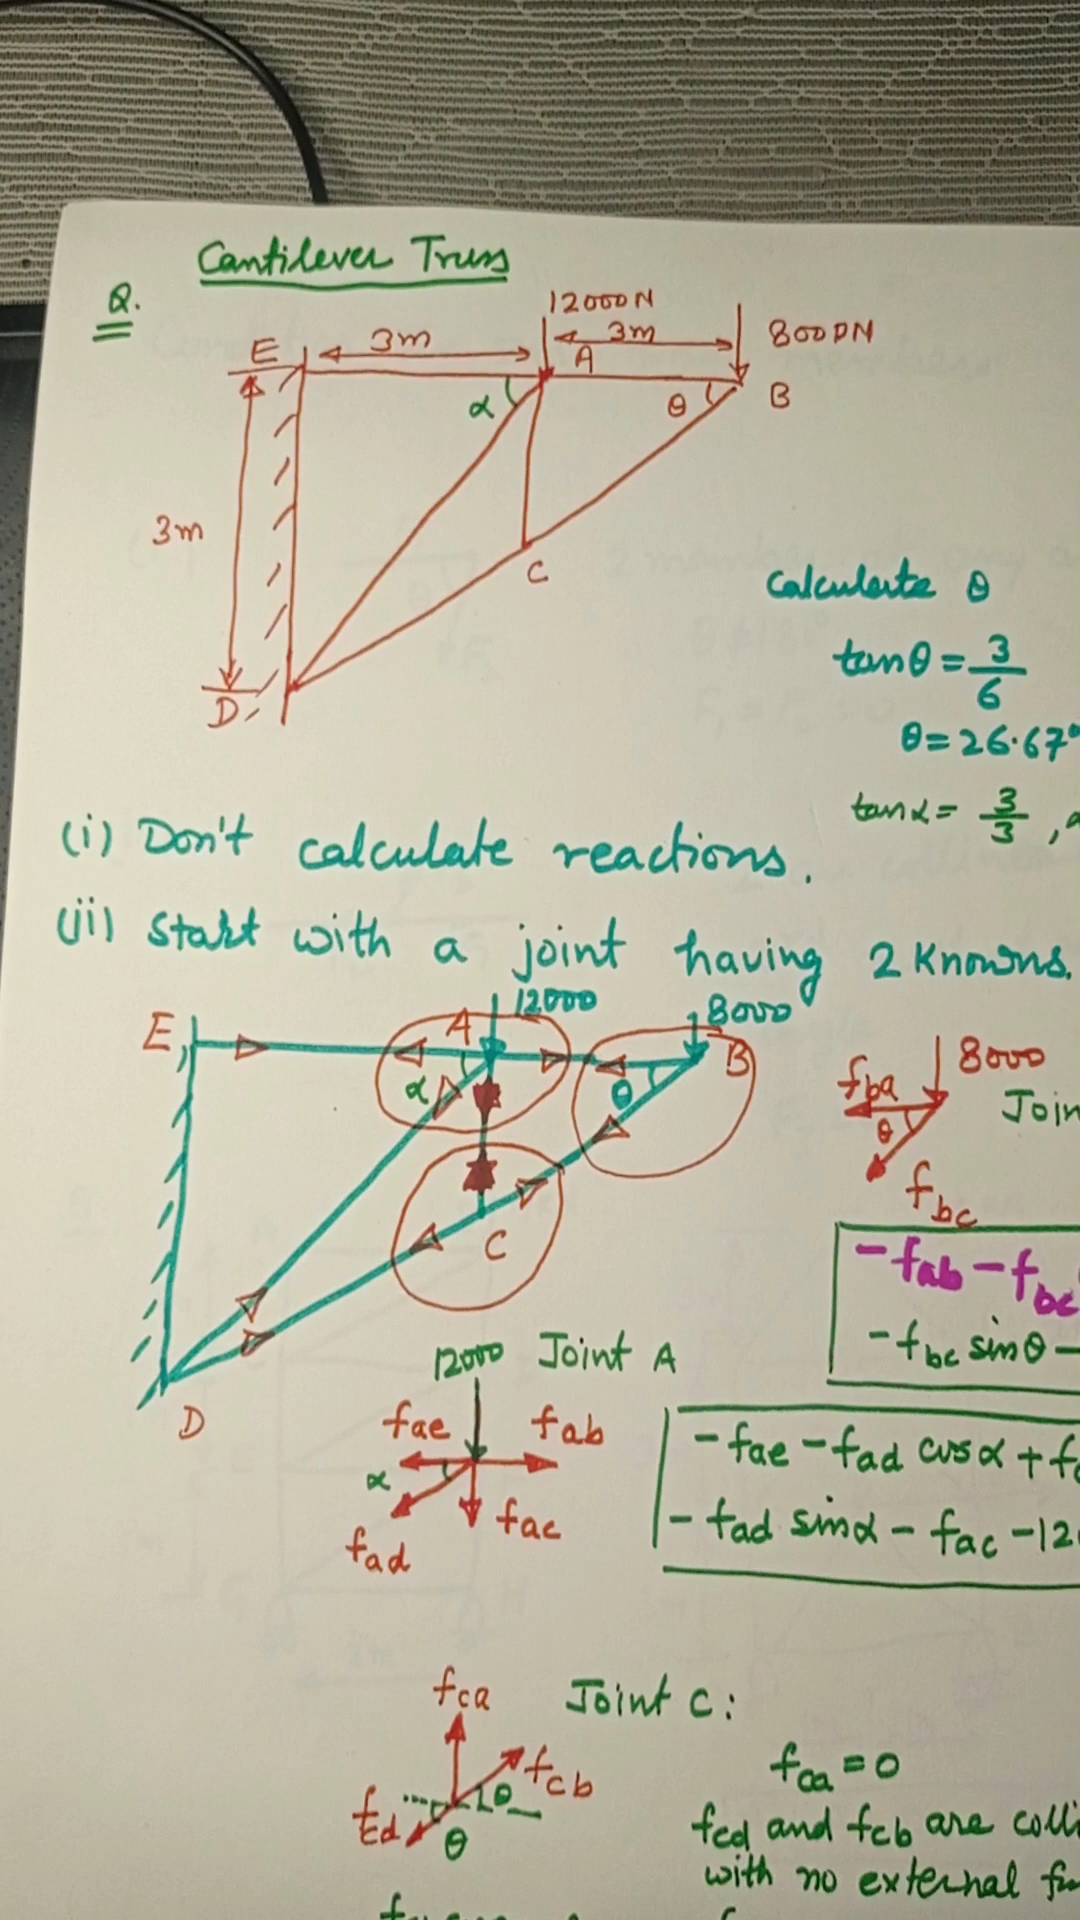 Cantilever Truss
Q.
12000N
3m
3m
8000N
E
A
B
α
θ
3m
C
D
Calculate θ
tanθ = 3/6
θ = 26.67°
tanα = 3/3 ,
(i) Don't calculate reactions.
(ii) Start with a joint having 2 Knowns.
12000
8000
E
A
B
α
θ
C
D
8000
fba
Join
θ
fbc
-fab - fbc
-fbc sinθ -
12000 Joint A
fae
fab
α
fac
fad
-fae - fad cosα + f
- fad sinα - fac - 12
fca
Joint C:
fcb
θ
fcd
θ
fca = 0
fcd and fcb are colli
with no external